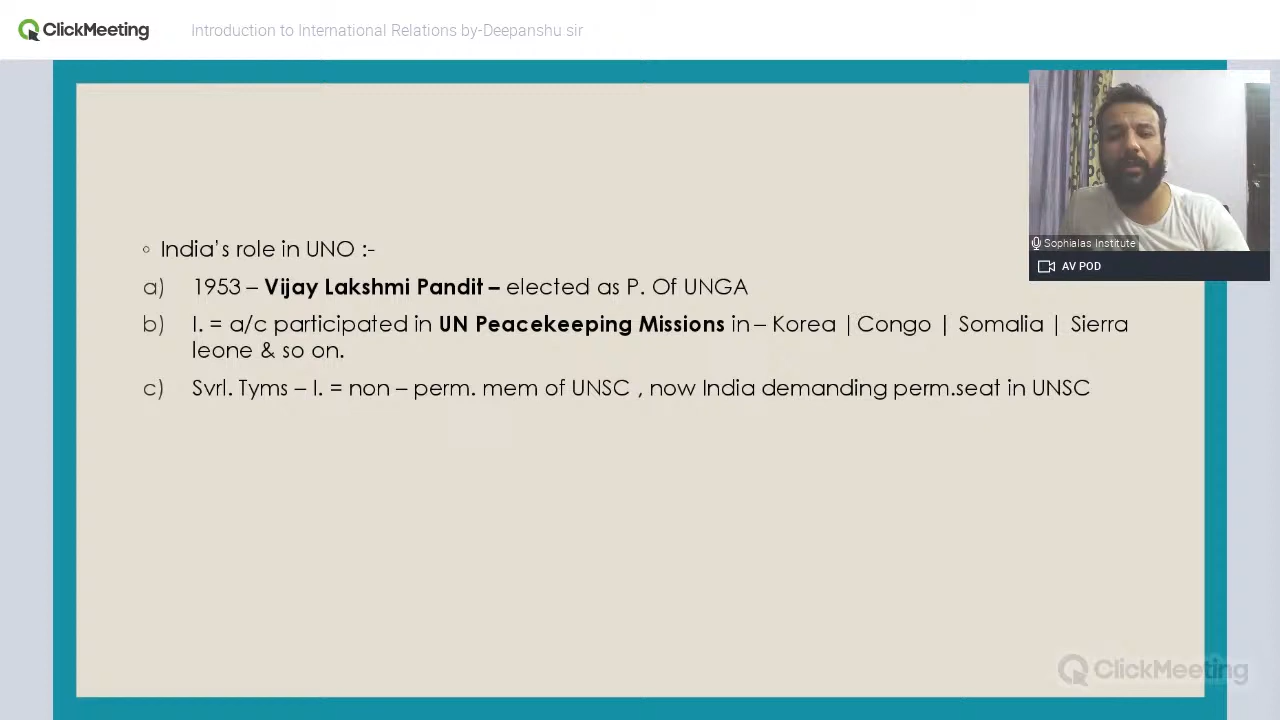 ClickMeeting
Introduction to International Relations by-Deepanshu sir
Sophialas Institute
AV POD
◦ India's role in UNO :-
a) 1953 – Vijay Lakshmi Pandit – elected as P. Of UNGA
b) I. = a/c participated in UN Peacekeeping Missions in – Korea |Congo | Somalia | Sierra
leone & so on.
c) Svrl. Tyms – I. = non – perm. mem of UNSC , now India demanding perm.seat in UNSC
ClickMeeting